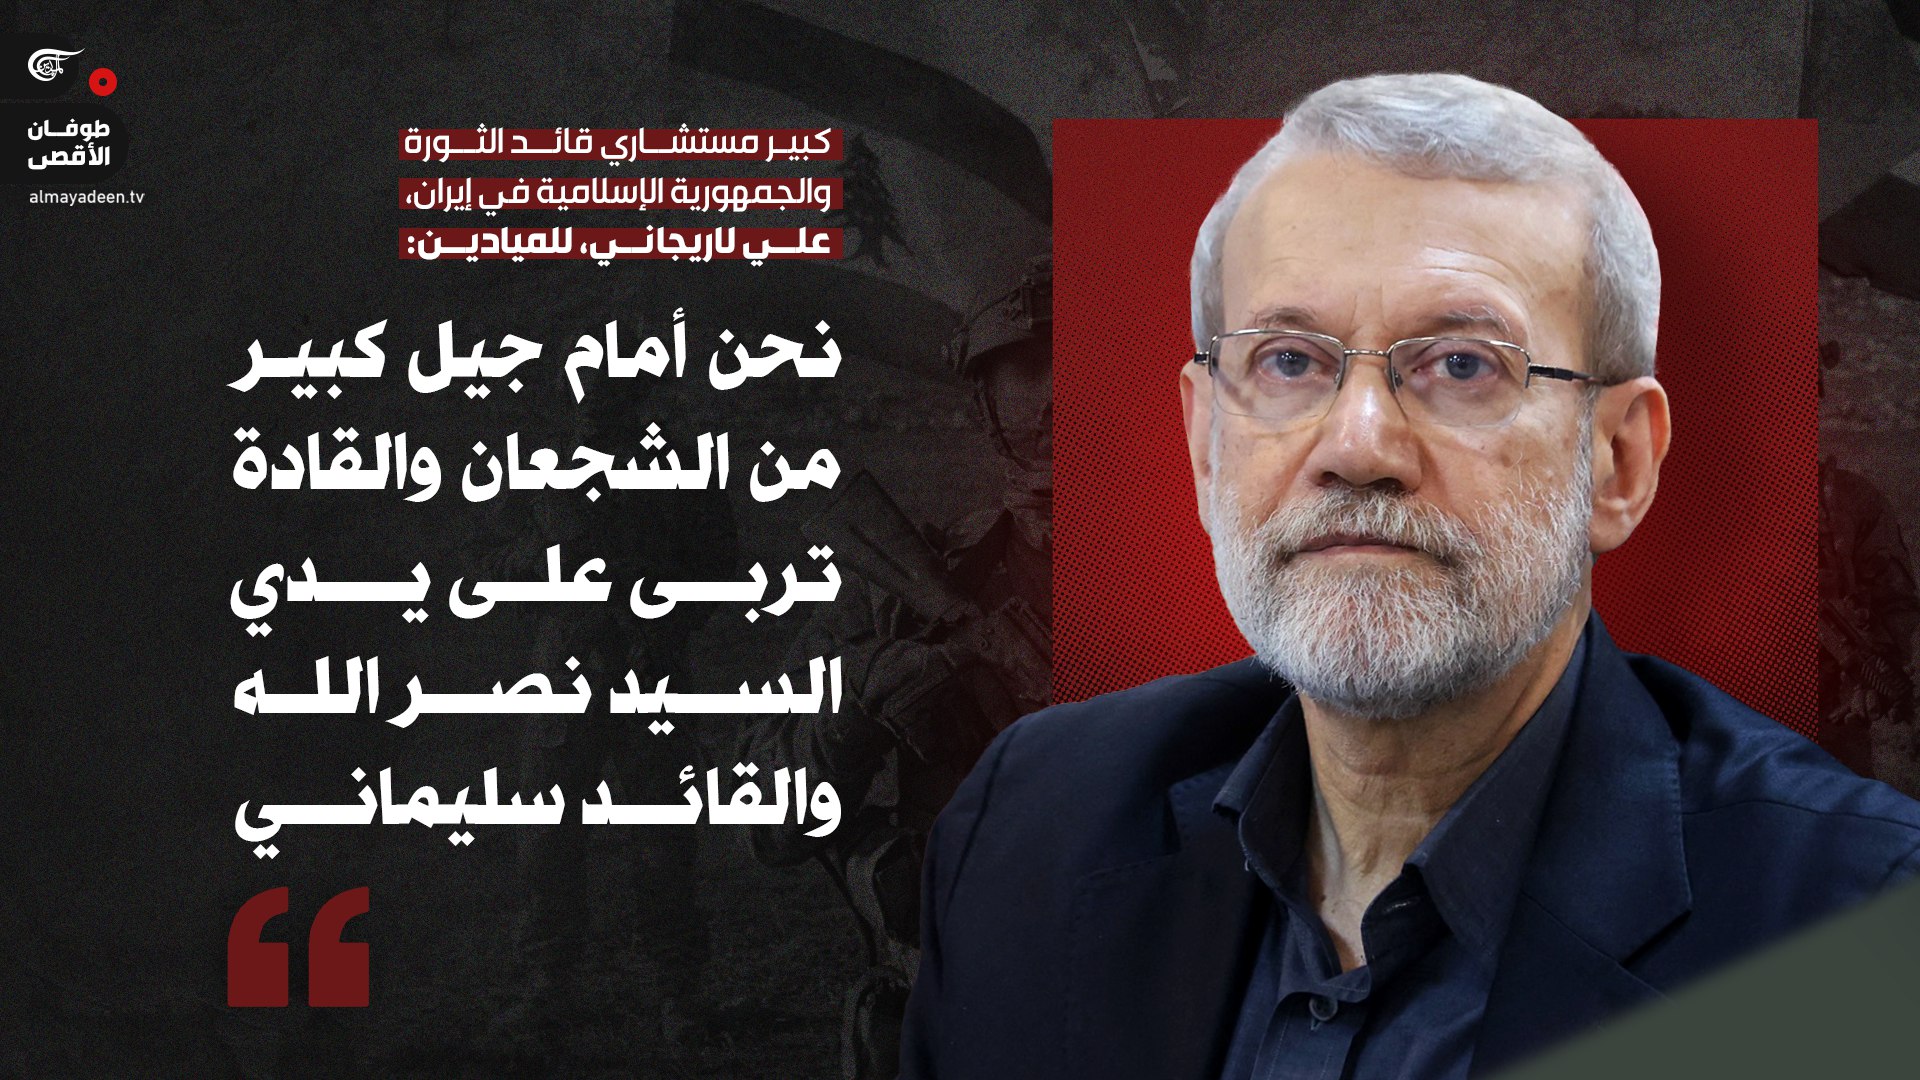 طوفان
الأقصى
almayadeen.tv
كبير مستشاري قائد الثورة
والجمهورية الإسلامية في إيران،
علي لاريجاني، للميادين:
نحن أمام جيل كبير
من الشجعان والقادة
تربى على يدي
السيد نصر الله
والقائد سليماني